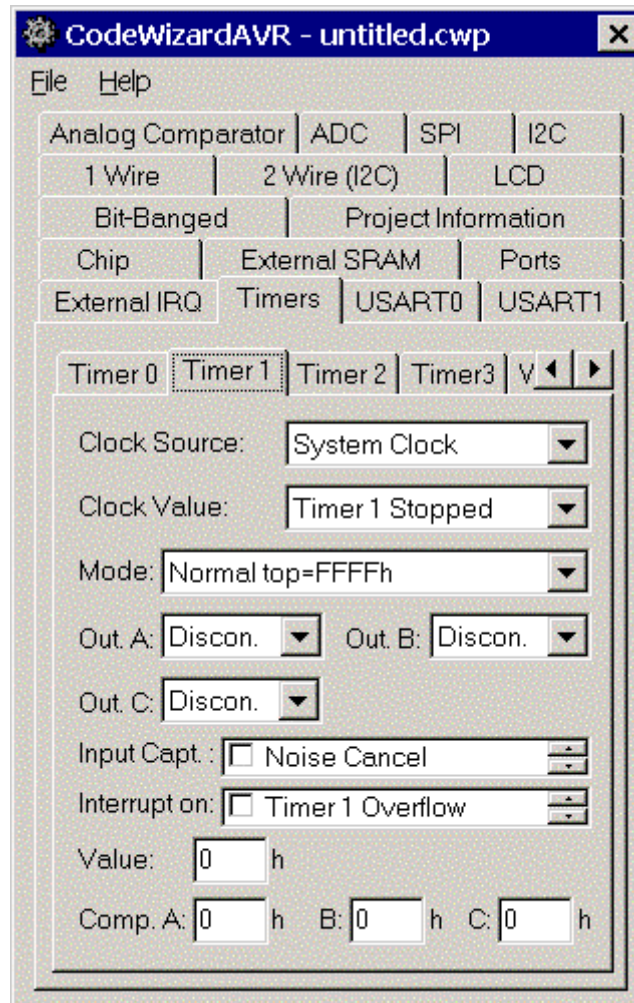 CodeWizardAVR - untitled.cwp
File Help
Analog Comparator ADC SPI I2C
1 Wire 2 Wire (I2C) LCD
Bit-Banged Project Information
Chip External SRAM Ports
External IRQ Timers USART0 USART1
Timer 0 Timer 1 Timer 2 Timer3 V
Clock Source: System Clock
Clock Value: Timer 1 Stopped
Mode: Normal top=FFFFh
Out. A: Discon. Out. B: Discon.
Out. C: Discon.
Input Capt. : Noise Cancel
Interrupt on: Timer 1 Overflow
Value: 0 h
Comp. A: 0 h B: 0 h C: 0 h